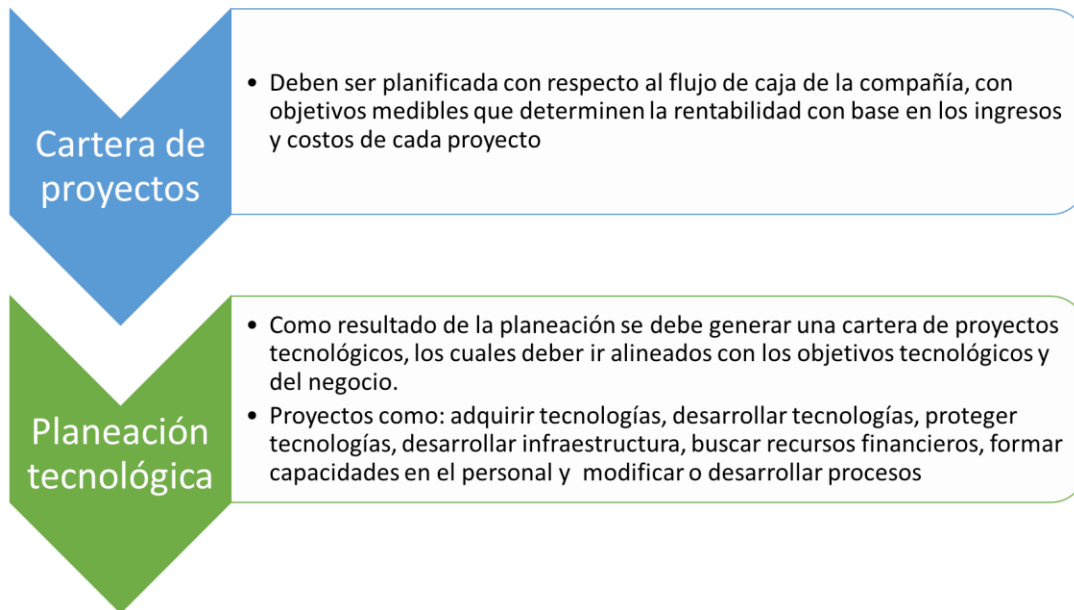 Cartera de
proyectos
• Deben ser planificada con respecto al flujo de caja de la compañía, con
objetivos medibles que determinen la rentabilidad con base en los ingresos
y costos de cada proyecto
Planeación
tecnológica
• Como resultado de la planeación se debe generar una cartera de proyectos
tecnológicos, los cuales deber ir alineados con los objetivos tecnológicos y
del negocio.
• Proyectos como: adquirir tecnologías, desarrollar tecnologías, proteger
tecnologías, desarrollar infraestructura, buscar recursos financieros, formar
capacidades en el personal y modificar o desarrollar procesos